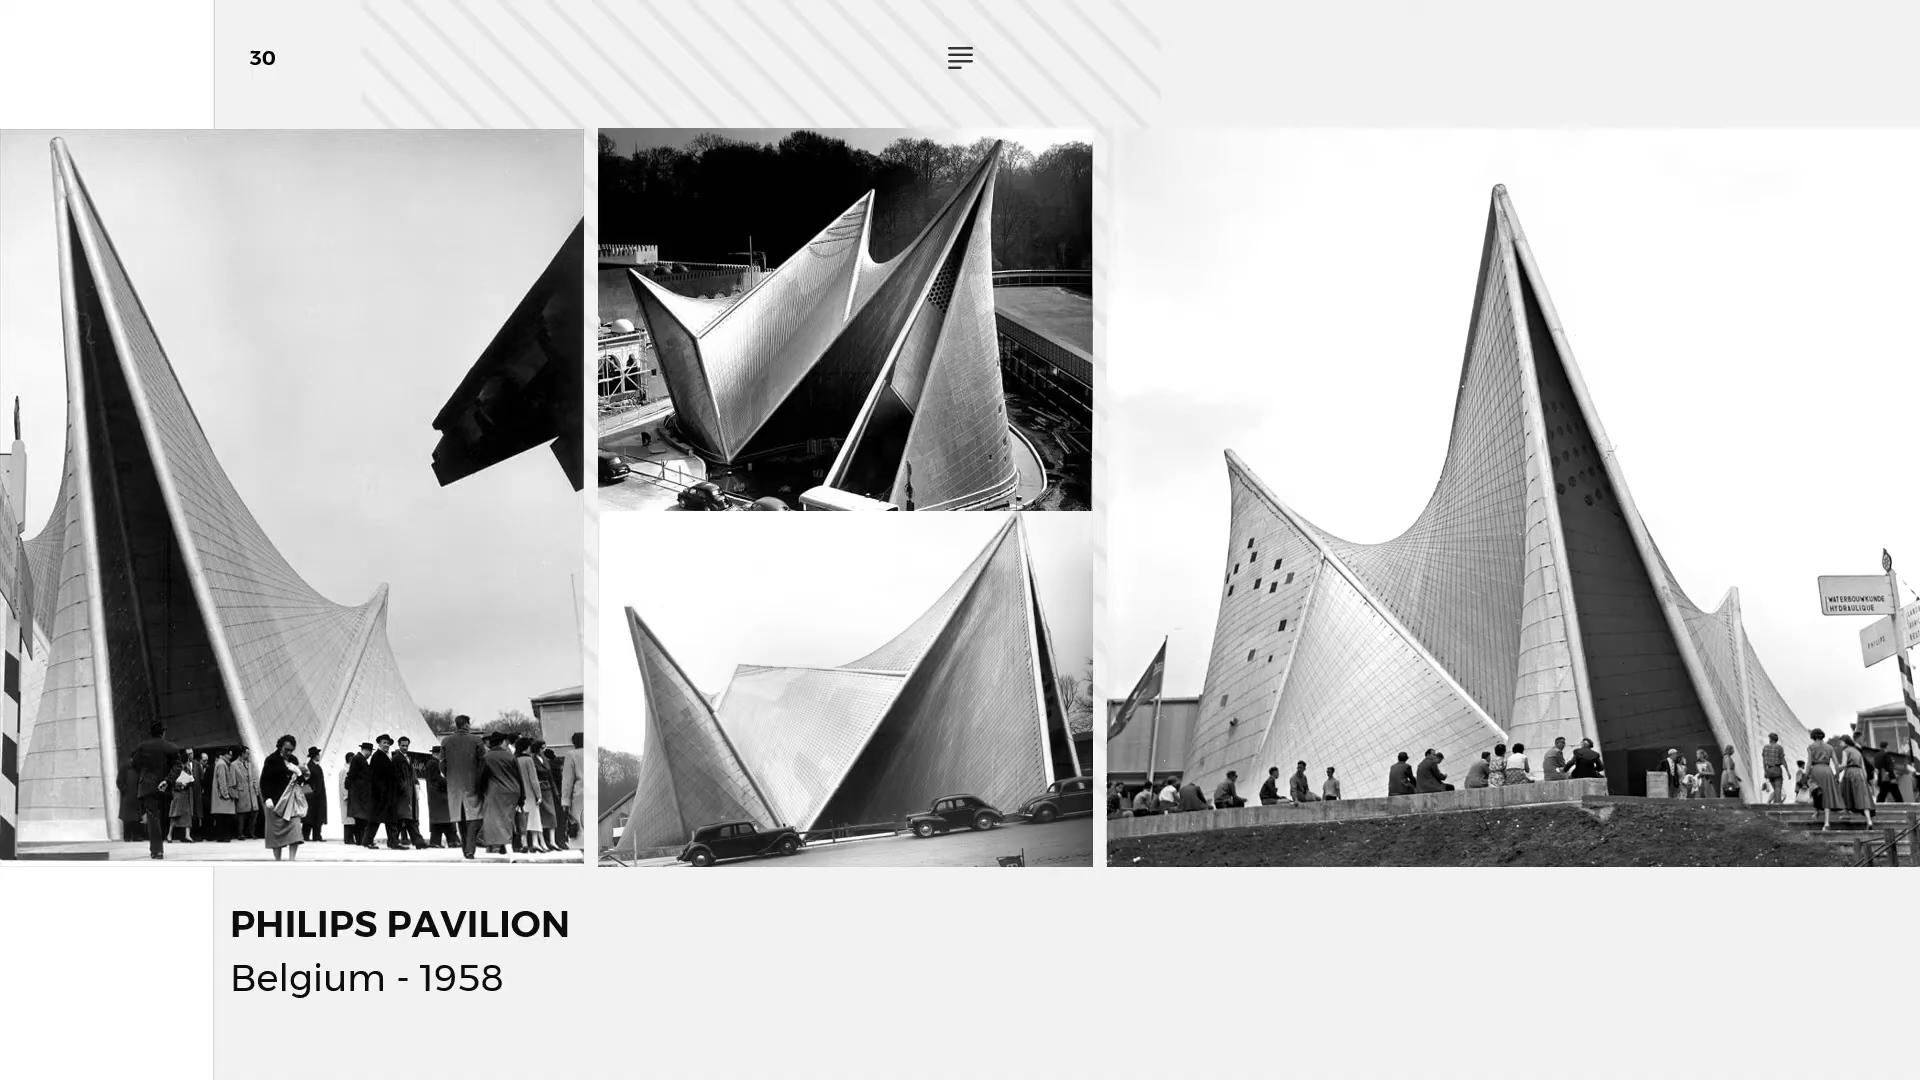 30
WATERBOUWKUNDE
HYDRAULIQUE
PHILIPS
PHILIPS PAVILION
Belgium - 1958